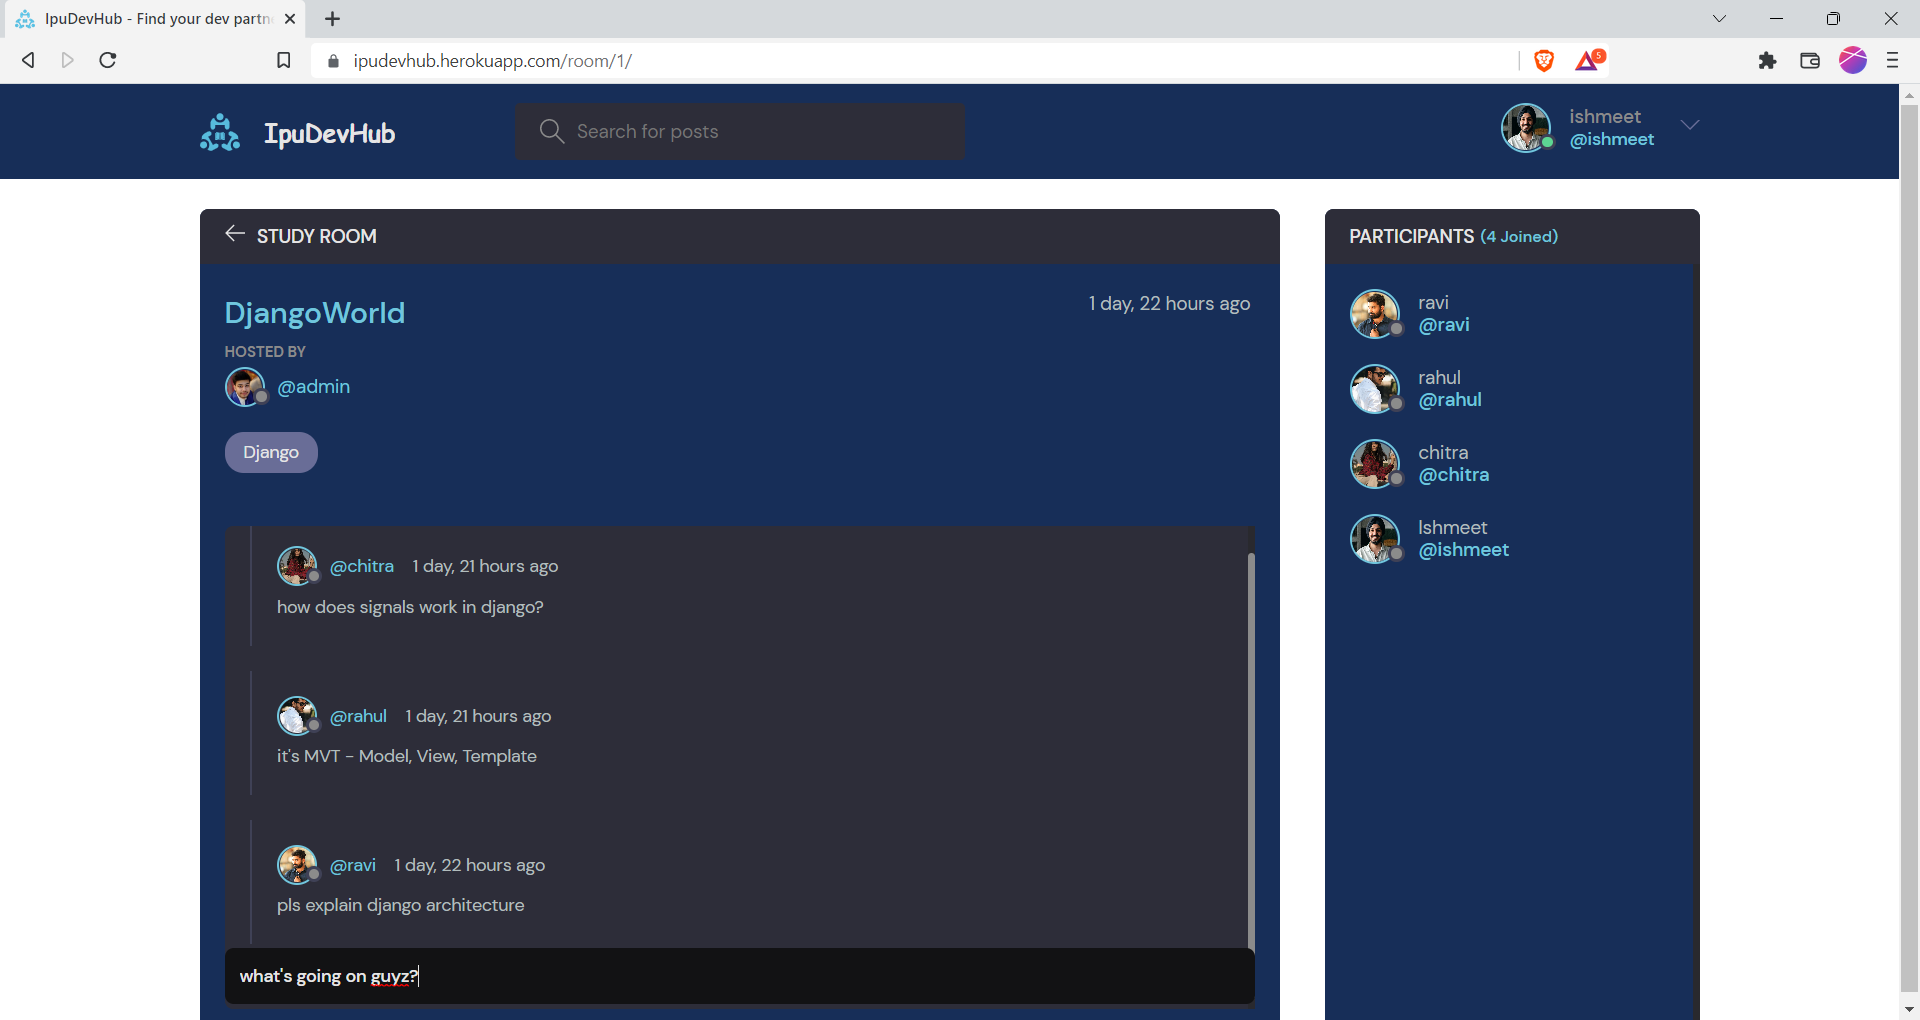 IpuDevHub - Find your dev partn
ipudevhub.herokuapp.com/room/1/
5
IpuDevHub
Search for posts
ishmeet
@ishmeet
STUDY ROOM
DjangoWorld
1 day, 22 hours ago
HOSTED BY
@admin
Django
@chitra 1 day, 21 hours ago
how does signals work in django?
@rahul 1 day, 21 hours ago
it's MVT - Model, View, Template
@ravi 1 day, 22 hours ago
pls explain django architecture
what's going on guyz?
PARTICIPANTS (4 Joined)
ravi
@ravi
rahul
@rahul
chitra
@chitra
Ishmeet
@ishmeet